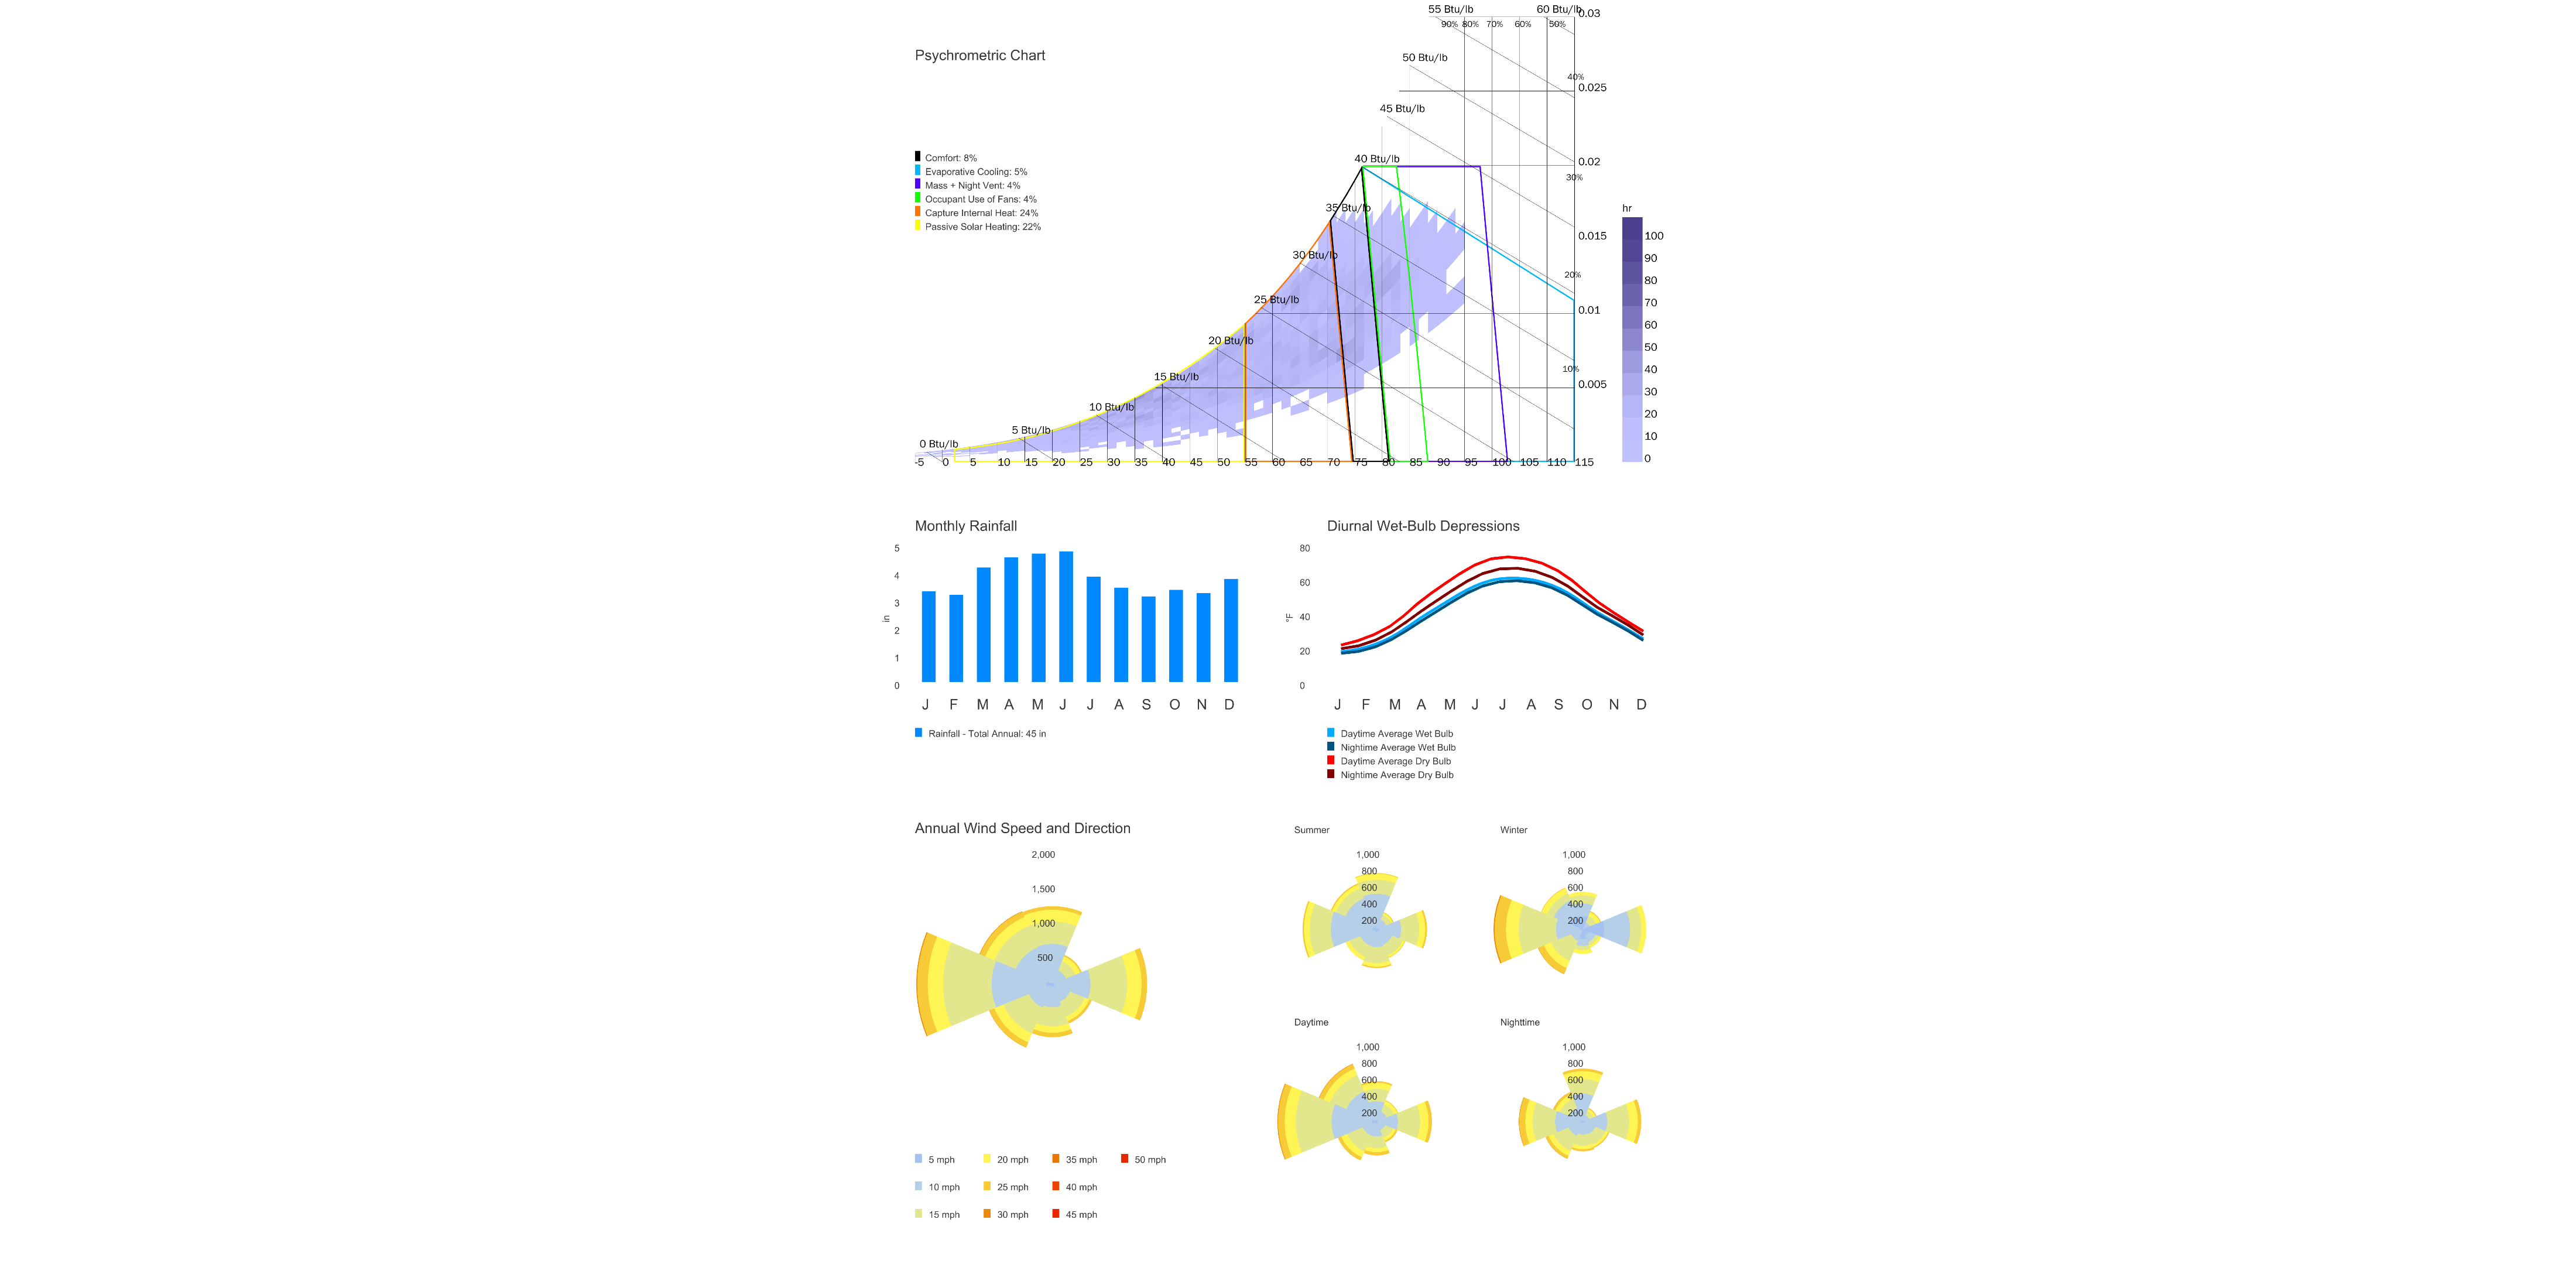 55 Btu/lb 60 Btu/lb 0.03
90% 80% 70% 60% 50%
Psychrometric Chart
50 Btu/lb
40%
0.025
45 Btu/lb
Comfort: 8%
Evaporative Cooling: 5%
Mass + Night Vent: 4%
Occupant Use of Fans: 4%
Capture Internal Heat: 24%
Passive Solar Heating: 22%
40 Btu/lb
0.02
30%
35 Btu/lb
0.015
30 Btu/lb
20%
25 Btu/lb
0.01
20 Btu/lb
10%
15 Btu/lb
0.005
10 Btu/lb
5 Btu/lb
0 Btu/lb
-5 0 5 10 15 20 25 30 35 40 45 50 55 60 65 70 75 80 85 90 95 100 105 110 115
hr
100
90
80
70
60
50
40
30
20
10
0
Monthly Rainfall
5
4
3
2
1
0
in
J F M A M J J A S O N D
Rainfall - Total Annual: 45 in
Diurnal Wet-Bulb Depressions
80
60
40
20
0
°F
J F M A M J J A S O N D
Daytime Average Wet Bulb
Nightime Average Wet Bulb
Daytime Average Dry Bulb
Nightime Average Dry Bulb
Annual Wind Speed and Direction
2,000
1,500
1,000
500
Summer
1,000
800
600
400
200
Winter
1,000
800
600
400
200
Daytime
1,000
800
600
400
200
Nighttime
1,000
800
600
400
200
5 mph 20 mph 35 mph 50 mph
10 mph 25 mph 40 mph
15 mph 30 mph 45 mph